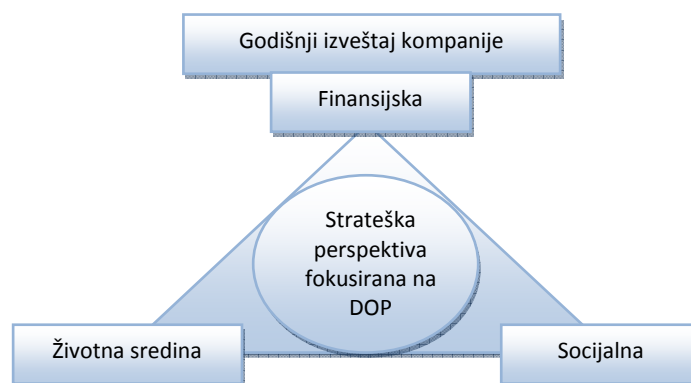 Godišnji izveštaj kompanije
Finansijska
Strateška
perspektiva
fokusirana na
DOP
Životna sredina
Socijalna